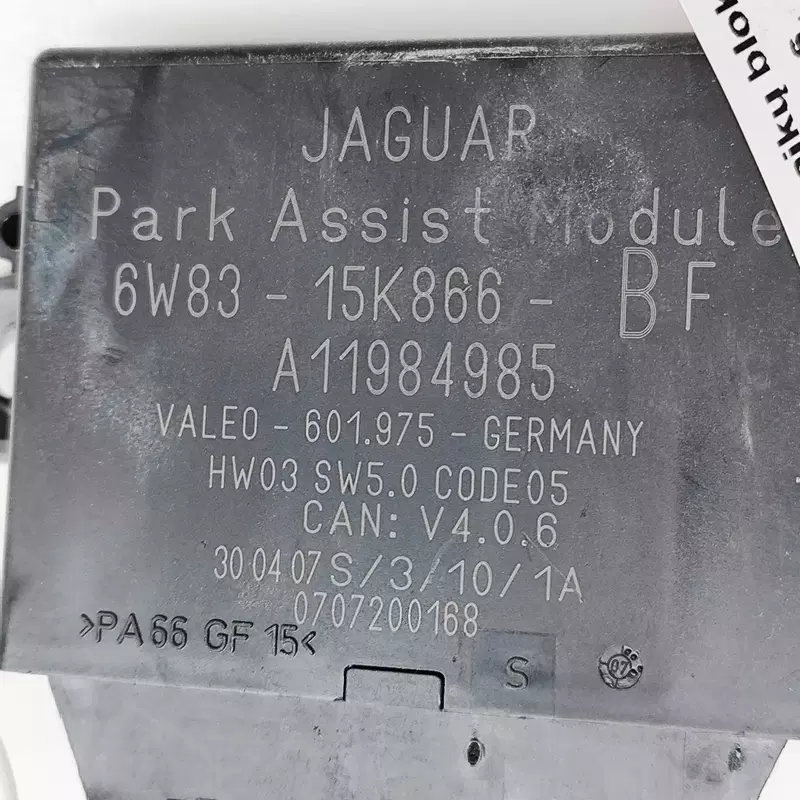 JAGUAR
Park Assist Module
6W83 - 15K866 - BF
A11984985
VALEO - 601.975 - GERMANY
HW03 SW5.0 CODE05
CAN: V4.0.6
30 04 07 S/3/10/1A
0707200168
>PA66 GF 15<
S
07